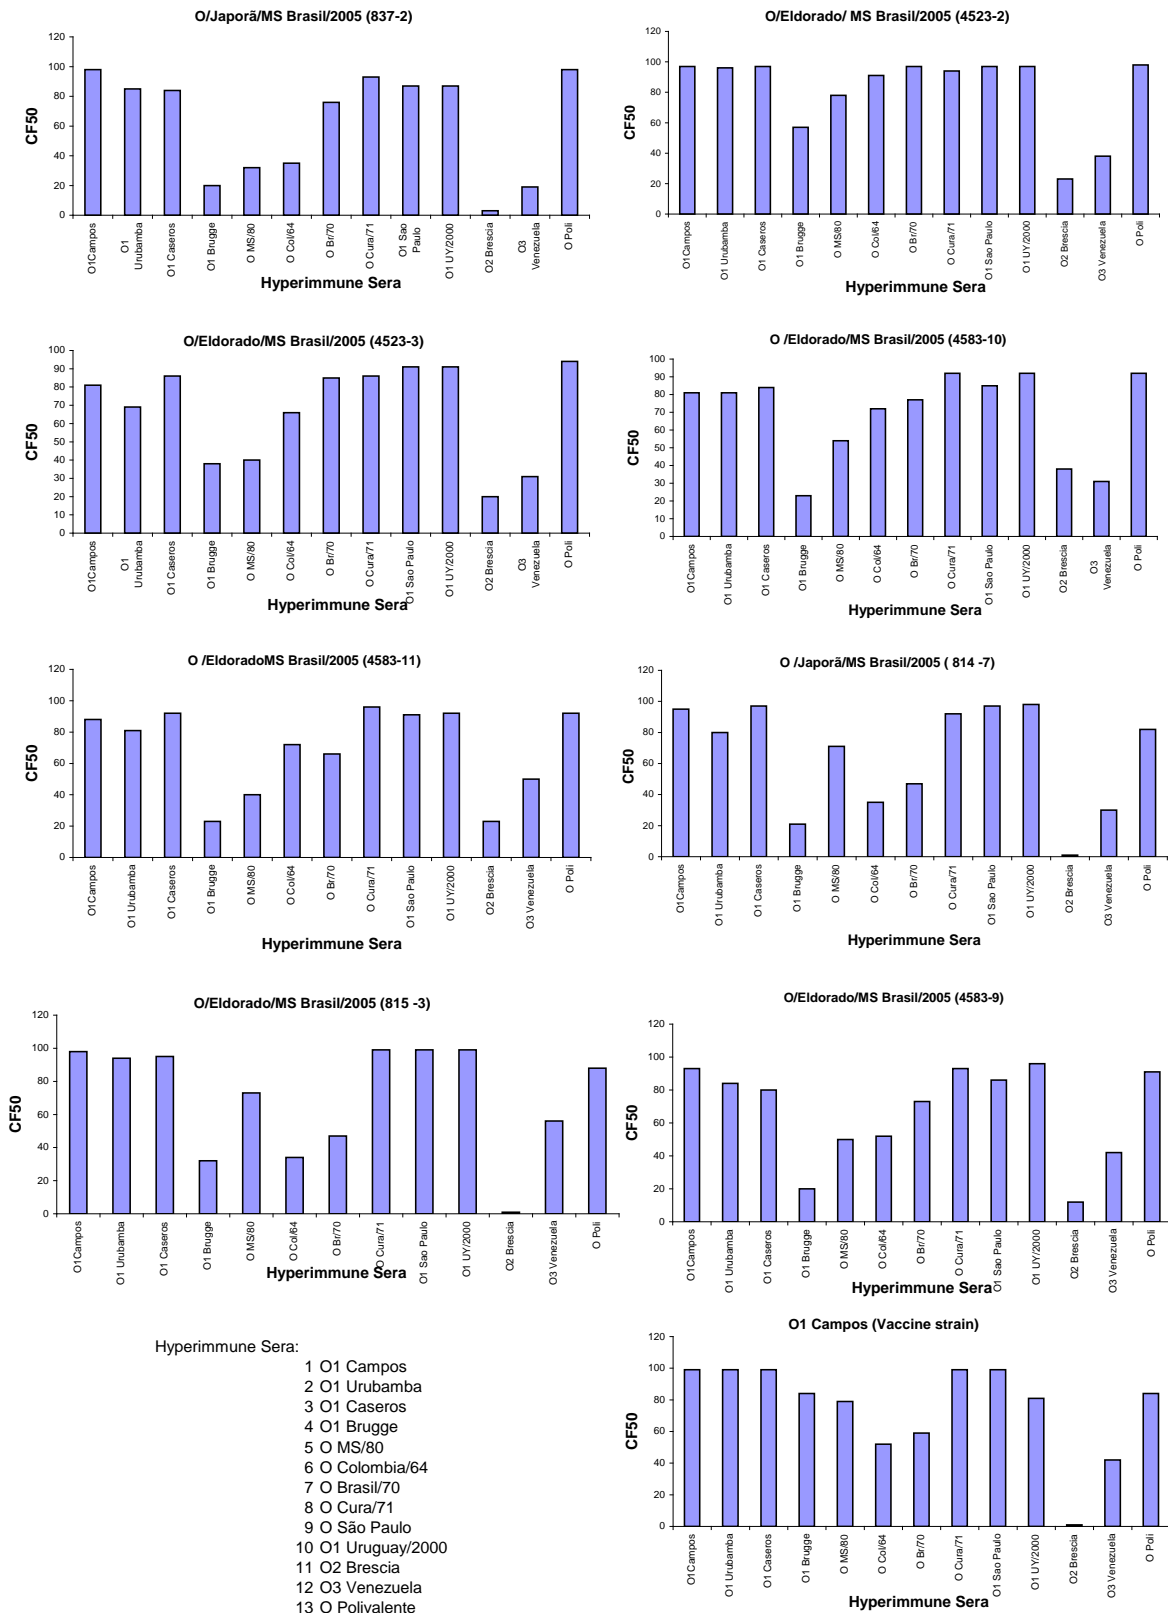 O/Japorã/MS Brasil/2005 (837-2)
CF50
120
100
80
60
40
20
0
O1Campos
O1
Urubamba
O1 Caseros
O1 Brugge
O MS/80
O Col/64
O Br/70
O Cura/71
O1 Sao
Paulo
O1 UY/2000
O2 Brescia
O3
Venezuela
O Poli
Hyperimmune Sera
O/Eldorado/ MS Brasil/2005 (4523-2)
CF50
120
100
80
60
40
20
0
O1Campos
O1 Urubamba
O1 Caseros
O1 Brugge
O MS/80
O Col/64
O Br/70
O Cura/71
O1 Sao Paulo
O1 UY/2000
O2 Brescia
O3 Venezuela
O Poli
Hyperimmune Sera
O/Eldorado/MS Brasil/2005 (4523-3)
CF50
100
90
80
70
60
50
40
30
20
10
0
O1Campos
O1
Urubamba
O1 Caseros
O1 Brugge
O MS/80
O Col/64
O Br/70
O Cura/71
O1 Sao Paulo
O1 UY/2000
O2 Brescia
O3
Venezuela
O Poli
Hyperimmune Sera
O /Eldorado/MS Brasil/2005 (4583-10)
CF50
100
90
80
70
60
50
40
30
20
10
0
O1Campos
O1 Urubamba
O1 Caseros
O1 Brugge
O MS/80
O Col/64
O Br/70
O Cura/71
O1 Sao Paulo
O1 UY/2000
O2 Brescia
O3
Venezuela
O Poli
Hyperimmune Sera
O /EldoradoMS Brasil/2005 (4583-11)
CF50
120
100
80
60
40
20
0
O1Campos
O1 Urubamba
O1 Caseros
O1 Brugge
O MS/80
O Col/64
O Br/70
O Cura/71
O1 Sao Paulo
O1 UY/2000
O2 Brescia
O3 Venezuela
O Poli
Hyperimmune Sera
O /Japorã/MS Brasil/2005 ( 814 -7)
CF50
120
100
80
60
40
20
0
O1Campos
O1 Urubamba
O1 Caseros
O1 Brugge
O MS/80
O Col/64
O Br/70
O Cura/71
O1 Sao Paulo
O1 UY/2000
O2 Brescia
O3 Venezuela
O Poli
Hyperimmune Sera
O/Eldorado/MS Brasil/2005 (815 -3)
CF50
120
100
80
60
40
20
0
O1Campos
O1 Urubamba
O1 Caseros
O1 Brugge
O MS/80
O Col/64
O Br/70
O Cura/71
O1 Sao Paulo
O1 UY/2000
O2 Brescia
O3 Venezuela
O Poli
Hyperimmune Sera
O/Eldorado/MS Brasil/2005 (4583-9)
CF50
120
100
80
60
40
20
0
O1Campos
O1 Urubamba
O1 Caseros
O1 Brugge
O MS/80
O Col/64
O Br/70
O Cura/71
O1 Sao Paulo
O1 UY/2000
O2 Brescia
O3 Venezuela
O Poli
Hyperimmune Sera
Hyperimmune Sera:
1 O1 Campos
2 O1 Urubamba
3 O1 Caseros
4 O1 Brugge
5 O MS/80
6 O Colombia/64
7 O Brasil/70
8 O Cura/71
9 O São Paulo
10 O1 Uruguay/2000
11 O2 Brescia
12 O3 Venezuela
13 O Polivalente
O1 Campos (Vaccine strain)
CF50
120
100
80
60
40
20
0
O1Campos
O1 Urubamba
O1 Caseros
O1 Brugge
O MS/80
O Col/64
O Br/70
O Cura/71
O1 Sao Paulo
O1 UY/2000
O2 Brescia
O3 Venezuela
O Poli
Hyperimmune Sera